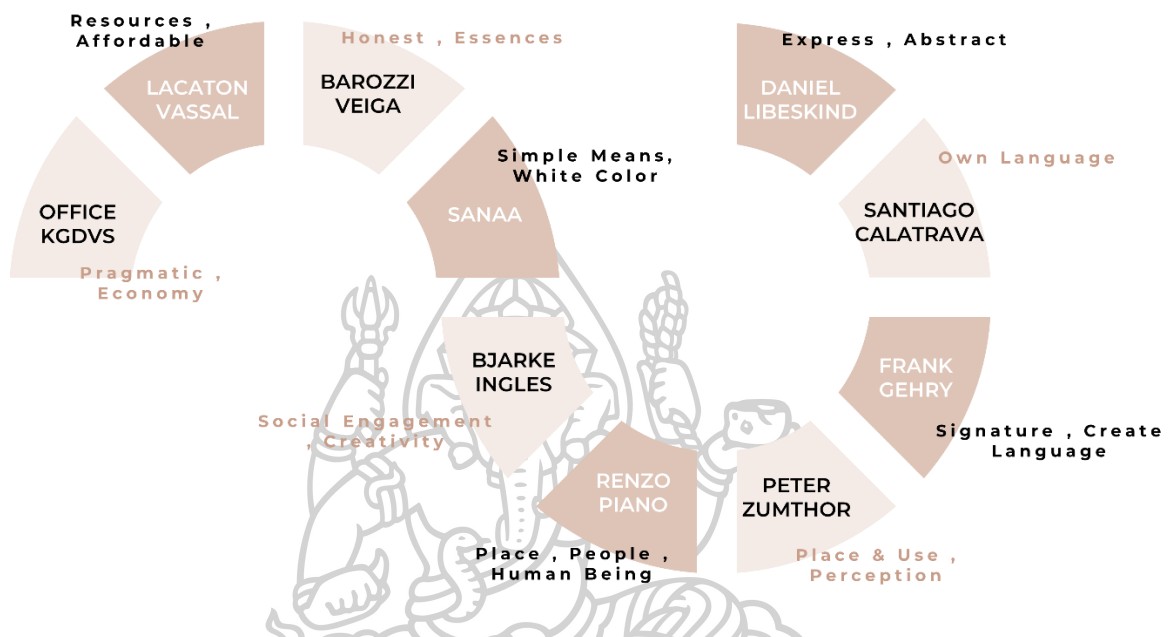 Resources ,
Affordable
LACATON
VASSAL
Honest , Essences
BAROZZI
VEIGA
Express , Abstract
DANIEL
LIBESKIND
OFFICE
KGDVS
Pragmatic ,
Economy
Simple Means,
White Color
SANAA
Own Language
SANTIAGO
CALATRAVA
BJARKE
INGLES
Social Engagement
, Creativity
FRANK
GEHRY
Signature , Create
Language
RENZO
PIANO
Place , People ,
Human Being
PETER
ZUMTHOR
Place & Use ,
Perception